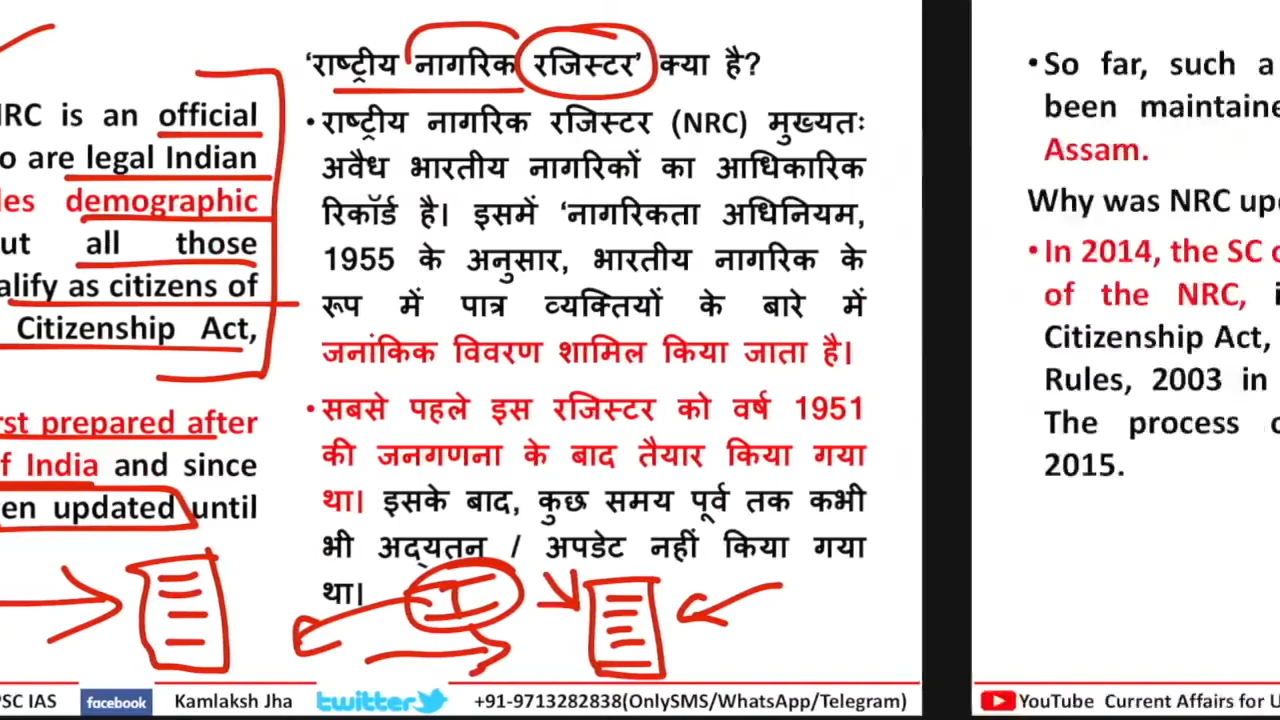 NRC is an official
o are legal Indian
les demographic
ut all those
alify as citizens of
Citizenship Act,
rst prepared after
f India and since
en updated until
‘राष्ट्रीय नागरिक रजिस्टर’ क्या है?
• राष्ट्रीय नागरिक रजिस्टर (NRC) मुख्यतः
अवैध भारतीय नागरिकों का आधिकारिक
रिकॉर्ड है। इसमें ‘नागरिकता अधिनियम,
1955 के अनुसार, भारतीय नागरिक के
रूप में पात्र व्यक्तियों के बारे में
जनांकिक विवरण शामिल किया जाता है।
• सबसे पहले इस रजिस्टर को वर्ष 1951
की जनगणना के बाद तैयार किया गया
था। इसके बाद, कुछ समय पूर्व तक कभी
भी अद्यतन / अपडेट नहीं किया गया
था।
• So far, such a
been maintaine
Assam.
Why was NRC up
• In 2014, the SC
of the NRC,
Citizenship Act,
Rules, 2003 in
The process
2015.
PSC IAS facebook Kamlaksh Jha twitter +91-9713282838(OnlySMS/WhatsApp/Telegram)
YouTube Current Affairs for U